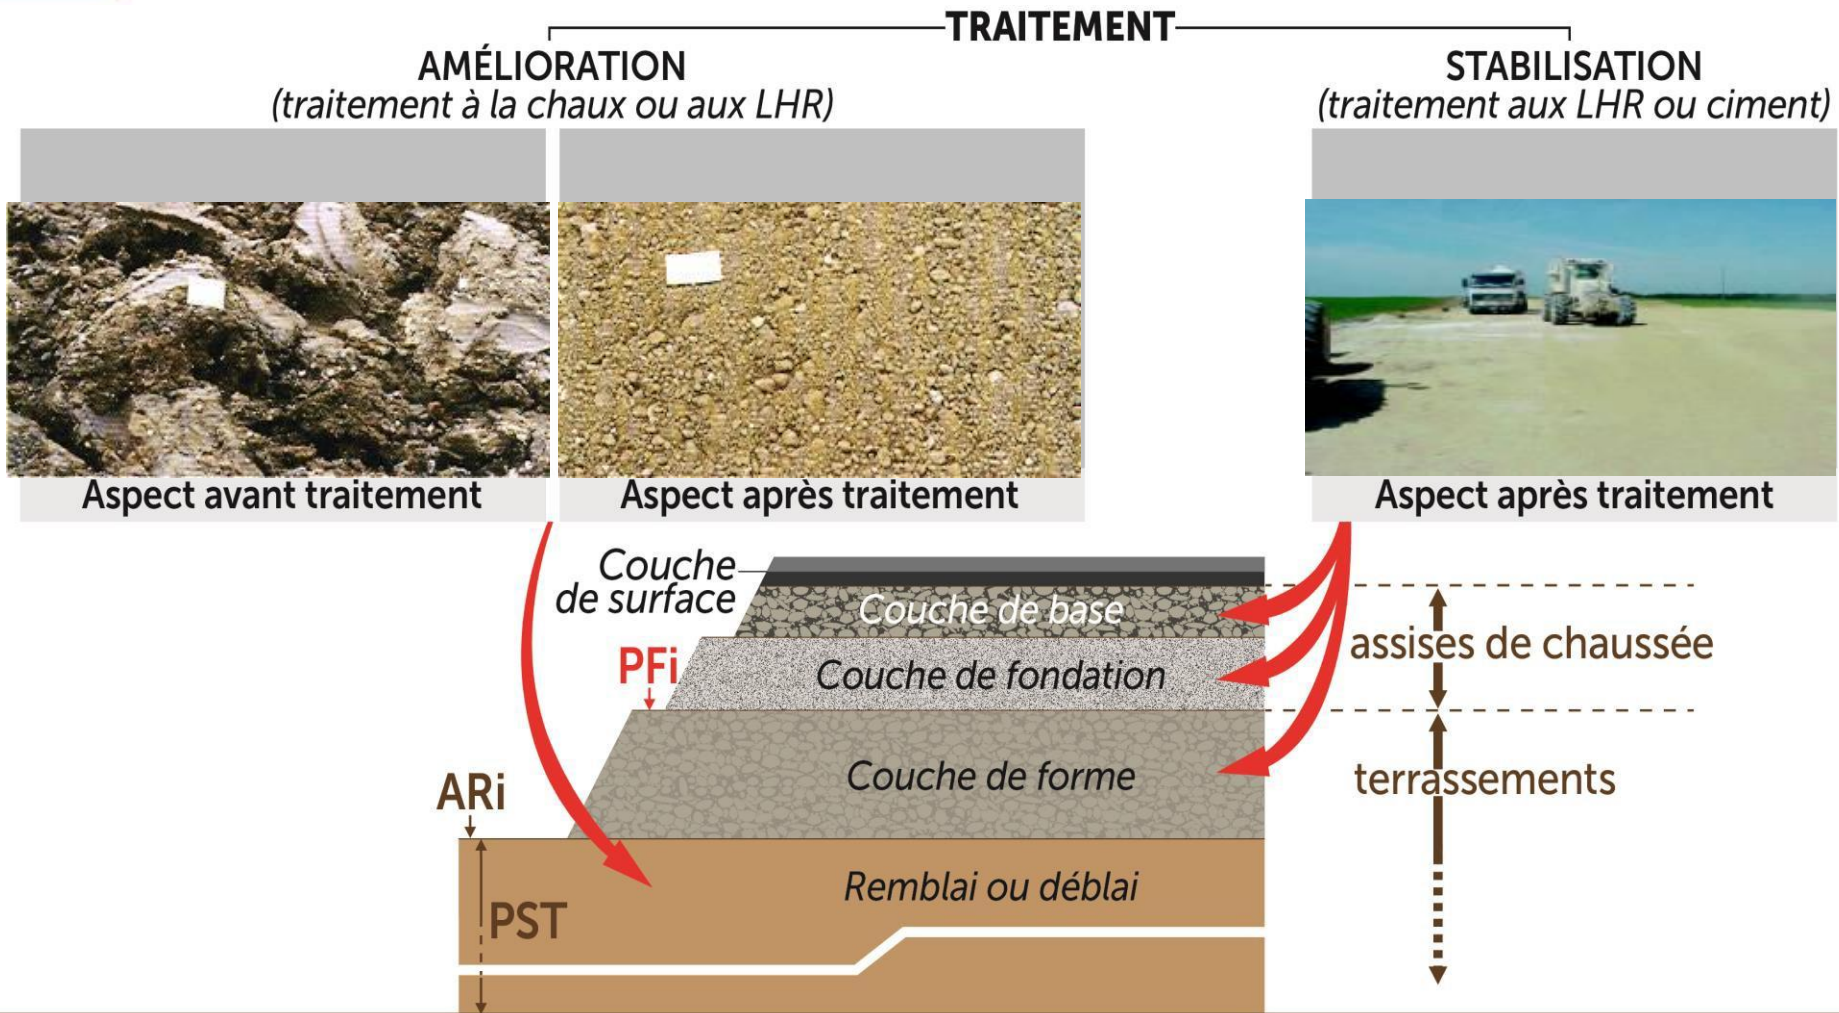 TRAITEMENT
AMÉLIORATION
(traitement à la chaux ou aux LHR)
STABILISATION
(traitement aux LHR ou ciment)
Aspect avant traitement
Aspect après traitement
Aspect après traitement
Couche
de surface
Couche de base
assises de chaussée
PFi
Couche de fondation
Couche de forme
terrassements
ARi
Remblai ou déblai
PST